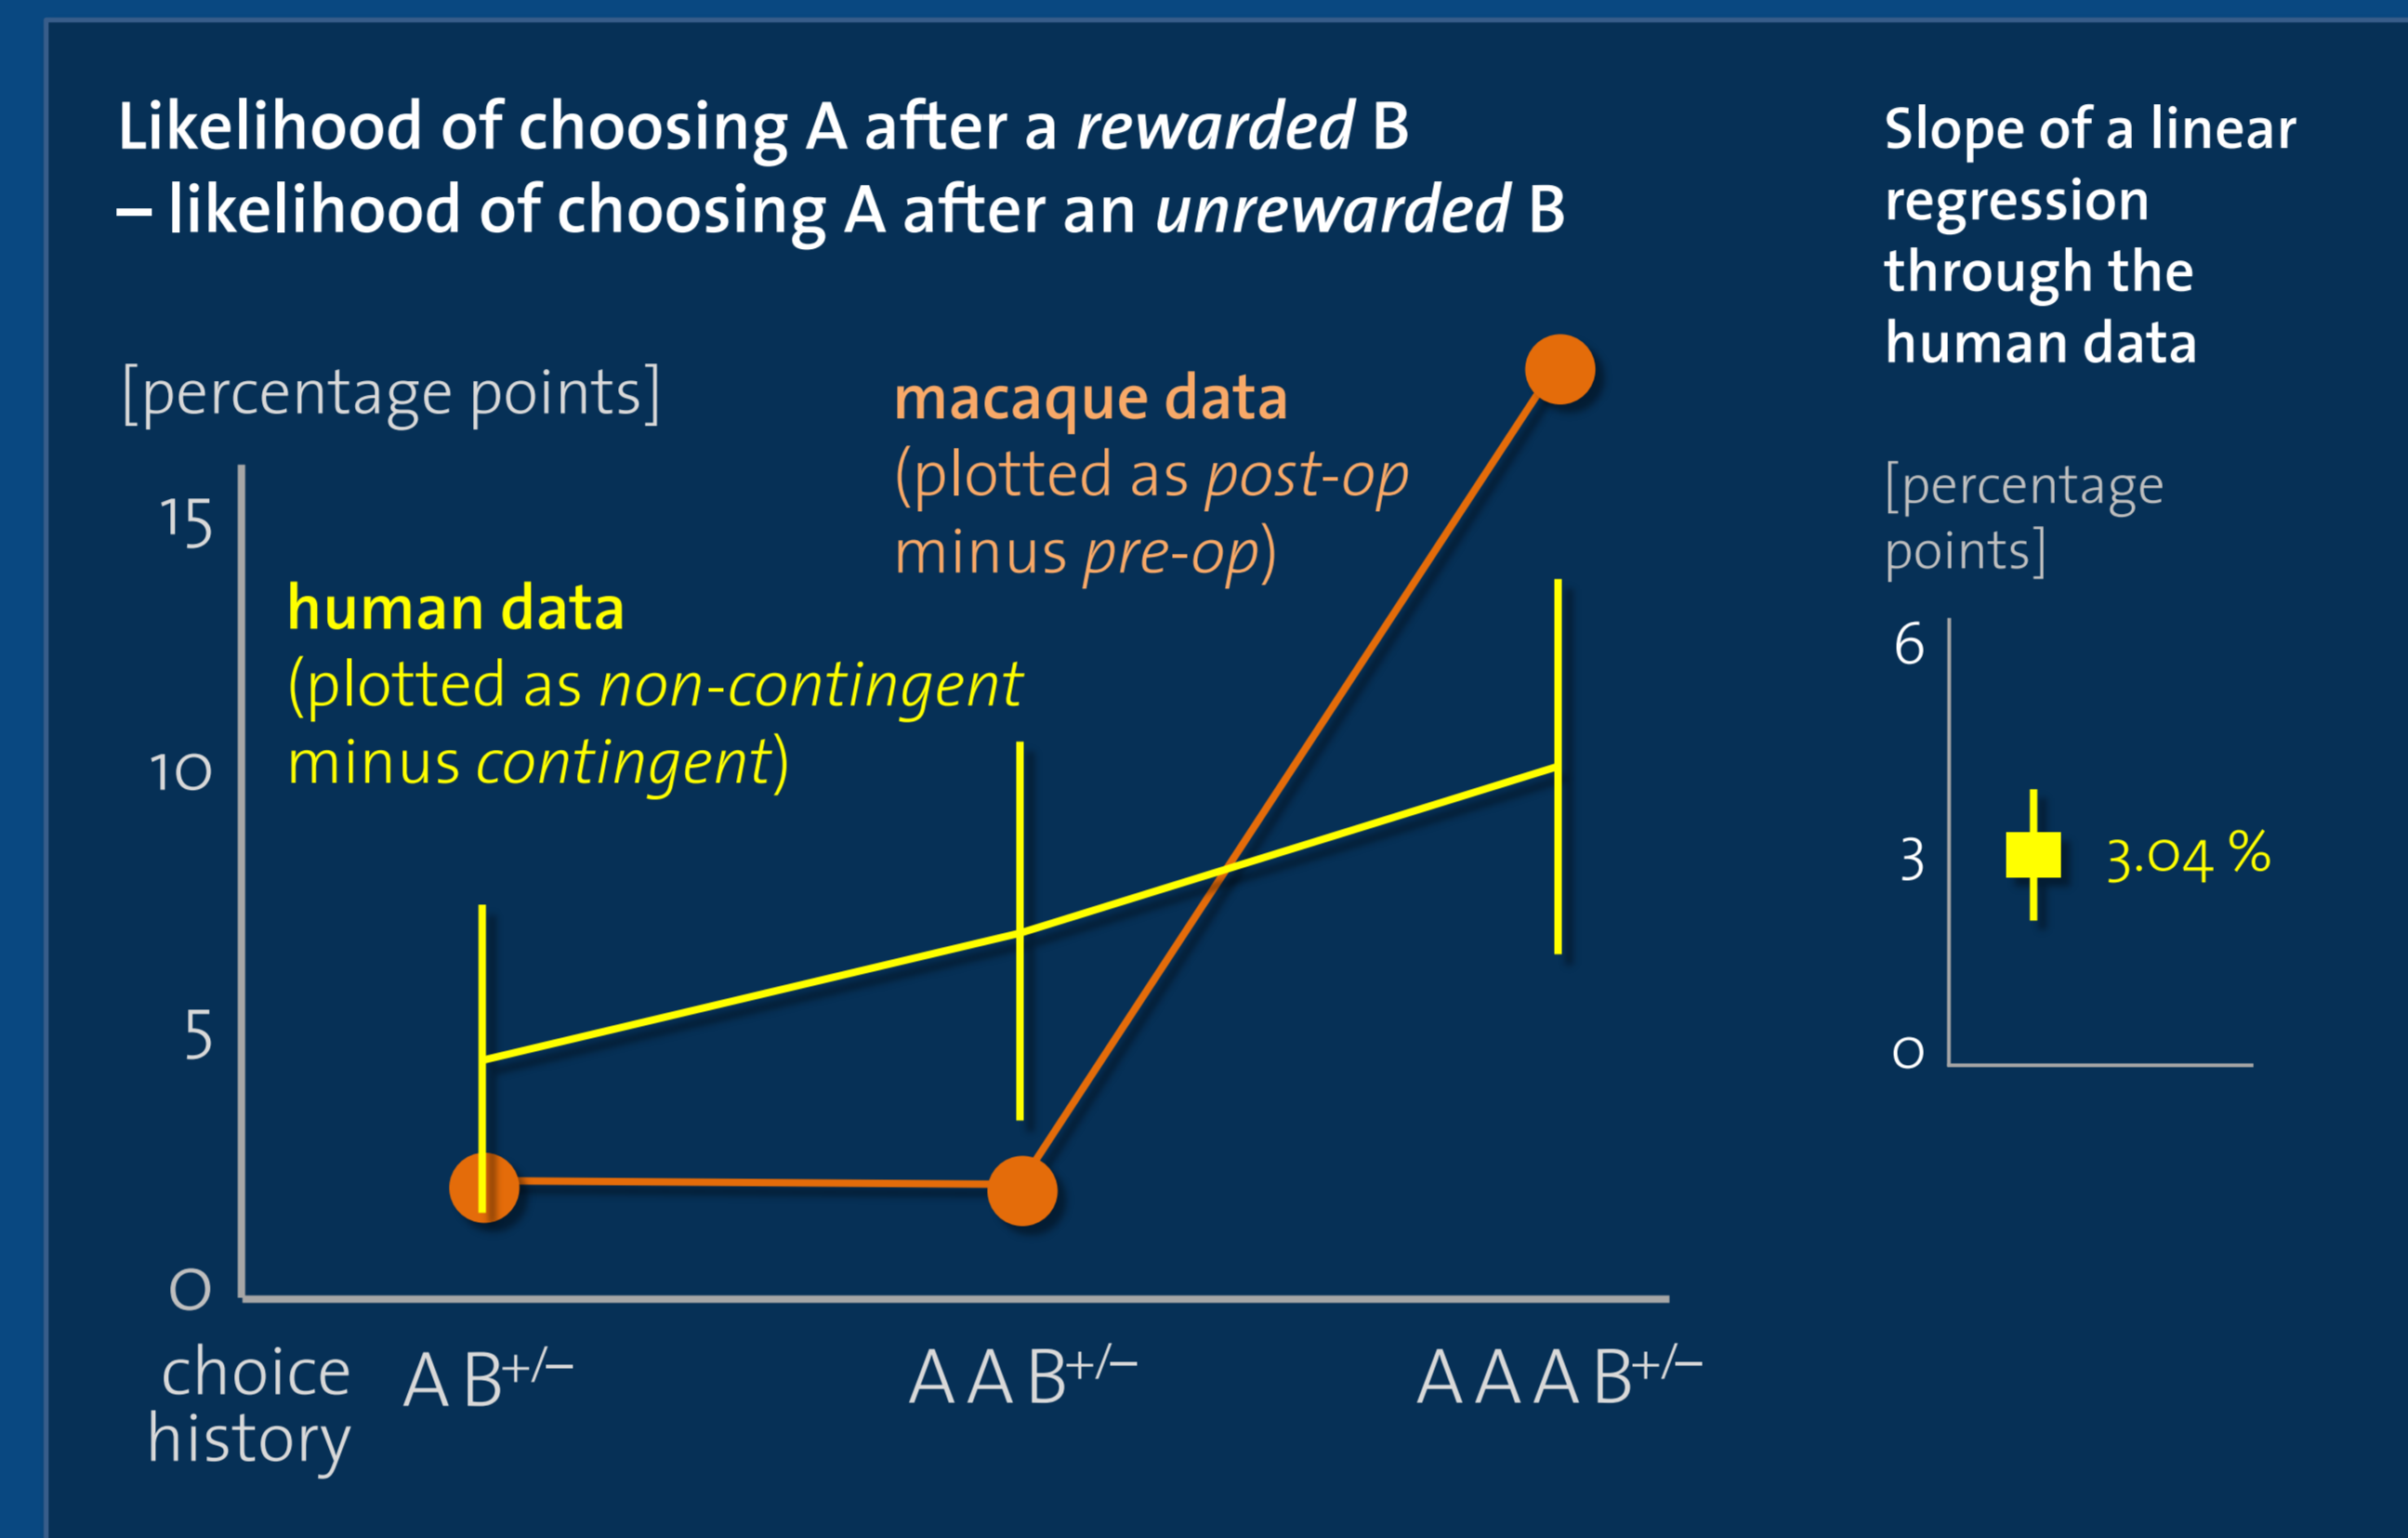 Likelihood of choosing A after a rewarded B
– likelihood of choosing A after an unrewarded B
[percentage points]
macaque data
(plotted as post-op
minus pre-op)
human data
(plotted as non-contingent
minus contingent)
15
10
5
0
choice
history
A B+/–
A A B+/–
A A A B+/–
Slope of a linear
regression
through the
human data
[percentage
points]
6
3
0
3.04 %